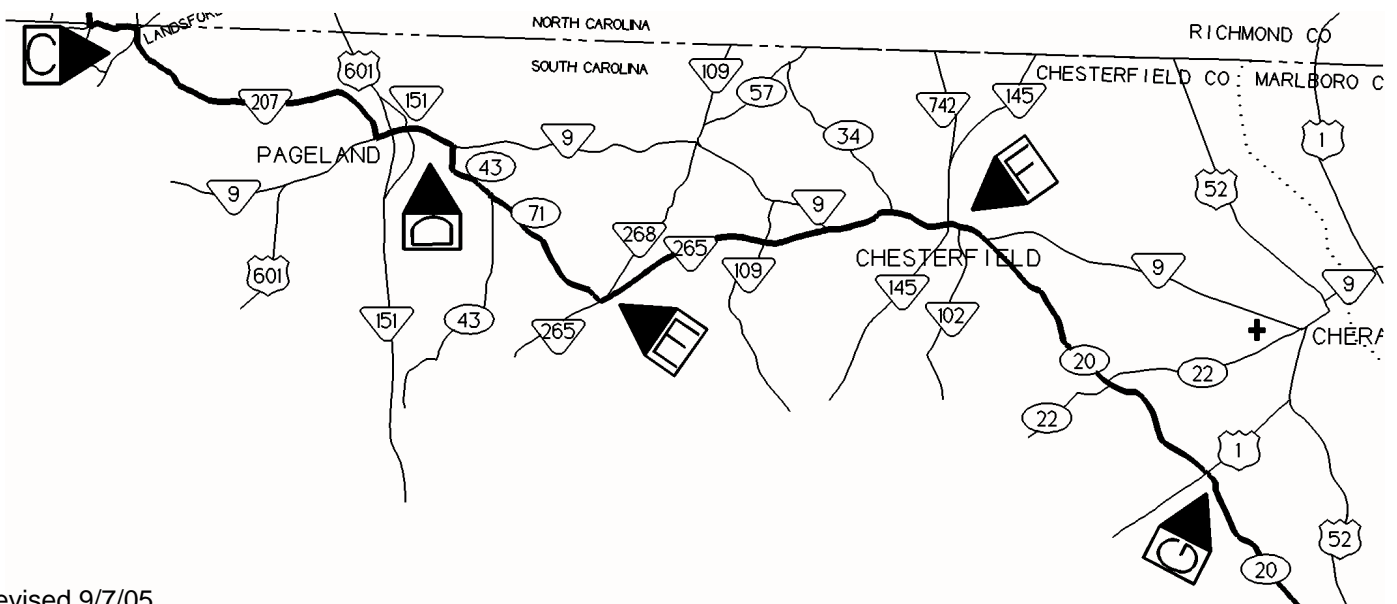 NORTH CAROLINA
RICHMOND CO
C
LANDSFORD
601
SOUTH CAROLINA
109
CHESTERFIELD CO
MARLBORO C
207
151
57
742
145
1
PAGELAND
9
34
43
52
9
71
9
D
268
265
F
CHESTERFIELD
601
109
145
9
9
151
43
265
E
102
CHERA
20
22
22
1
G
52
20
evised 9/7/05